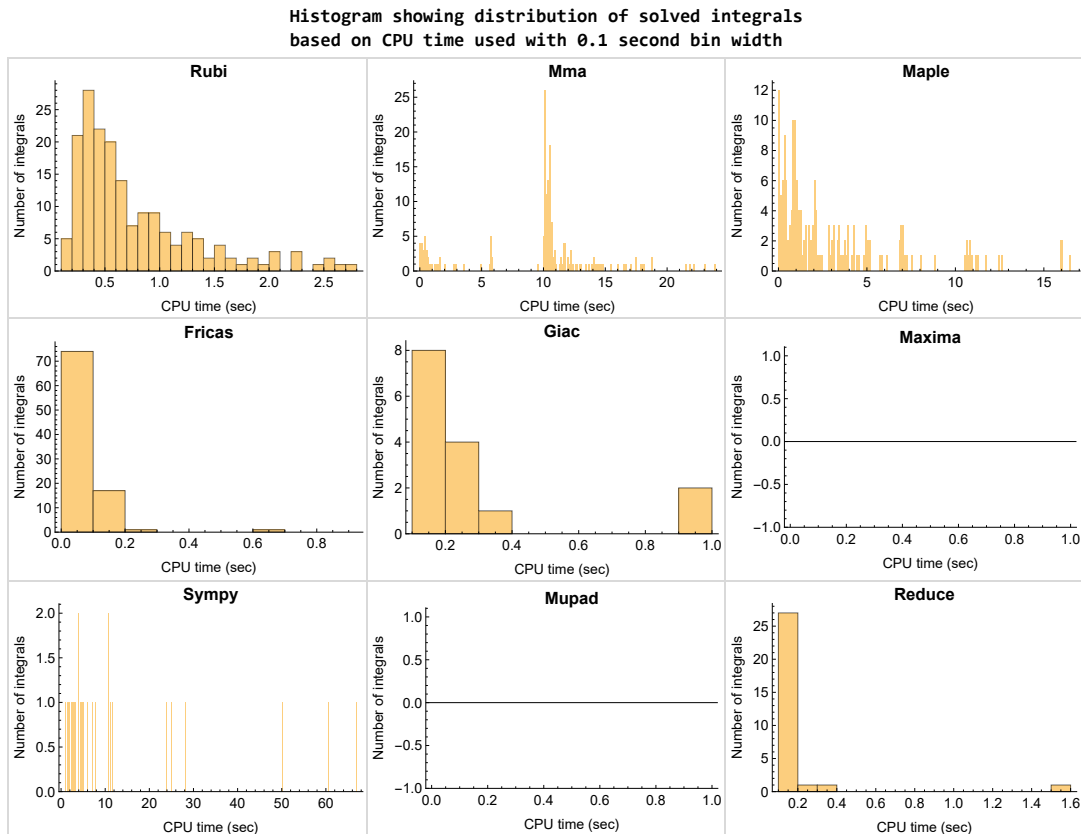 Histogram showing distribution of solved integrals
based on CPU time used with 0.1 second bin width
Rubi
Number of integrals
25
20
15
10
5
0
0.5 1.0 1.5 2.0 2.5
CPU time (sec)
Mma
Number of integrals
25
20
15
10
5
0
0 5 10 15 20
CPU time (sec)
Maple
Number of integrals
12
10
8
6
4
2
0
0 5 10 15
CPU time (sec)
Fricas
Number of integrals
70
60
50
40
30
20
10
0
0.0 0.2 0.4 0.6 0.8
CPU time (sec)
Giac
Number of integrals
8
6
4
2
0
0.2 0.4 0.6 0.8 1.0
CPU time (sec)
Maxima
Number of integrals
1.0
0.5
0.0
−0.5
−1.0
0.0 0.2 0.4 0.6 0.8 1.0
CPU time (sec)
Sympy
Number of integrals
2.0
1.5
1.0
0.5
0.0
0 10 20 30 40 50 60
CPU time (sec)
Mupad
Number of integrals
1.0
0.5
0.0
−0.5
−1.0
0.0 0.2 0.4 0.6 0.8 1.0
CPU time (sec)
Reduce
Number of integrals
25
20
15
10
5
0
0.2 0.4 0.6 0.8 1.0 1.2 1.4 1.6
CPU time (sec)